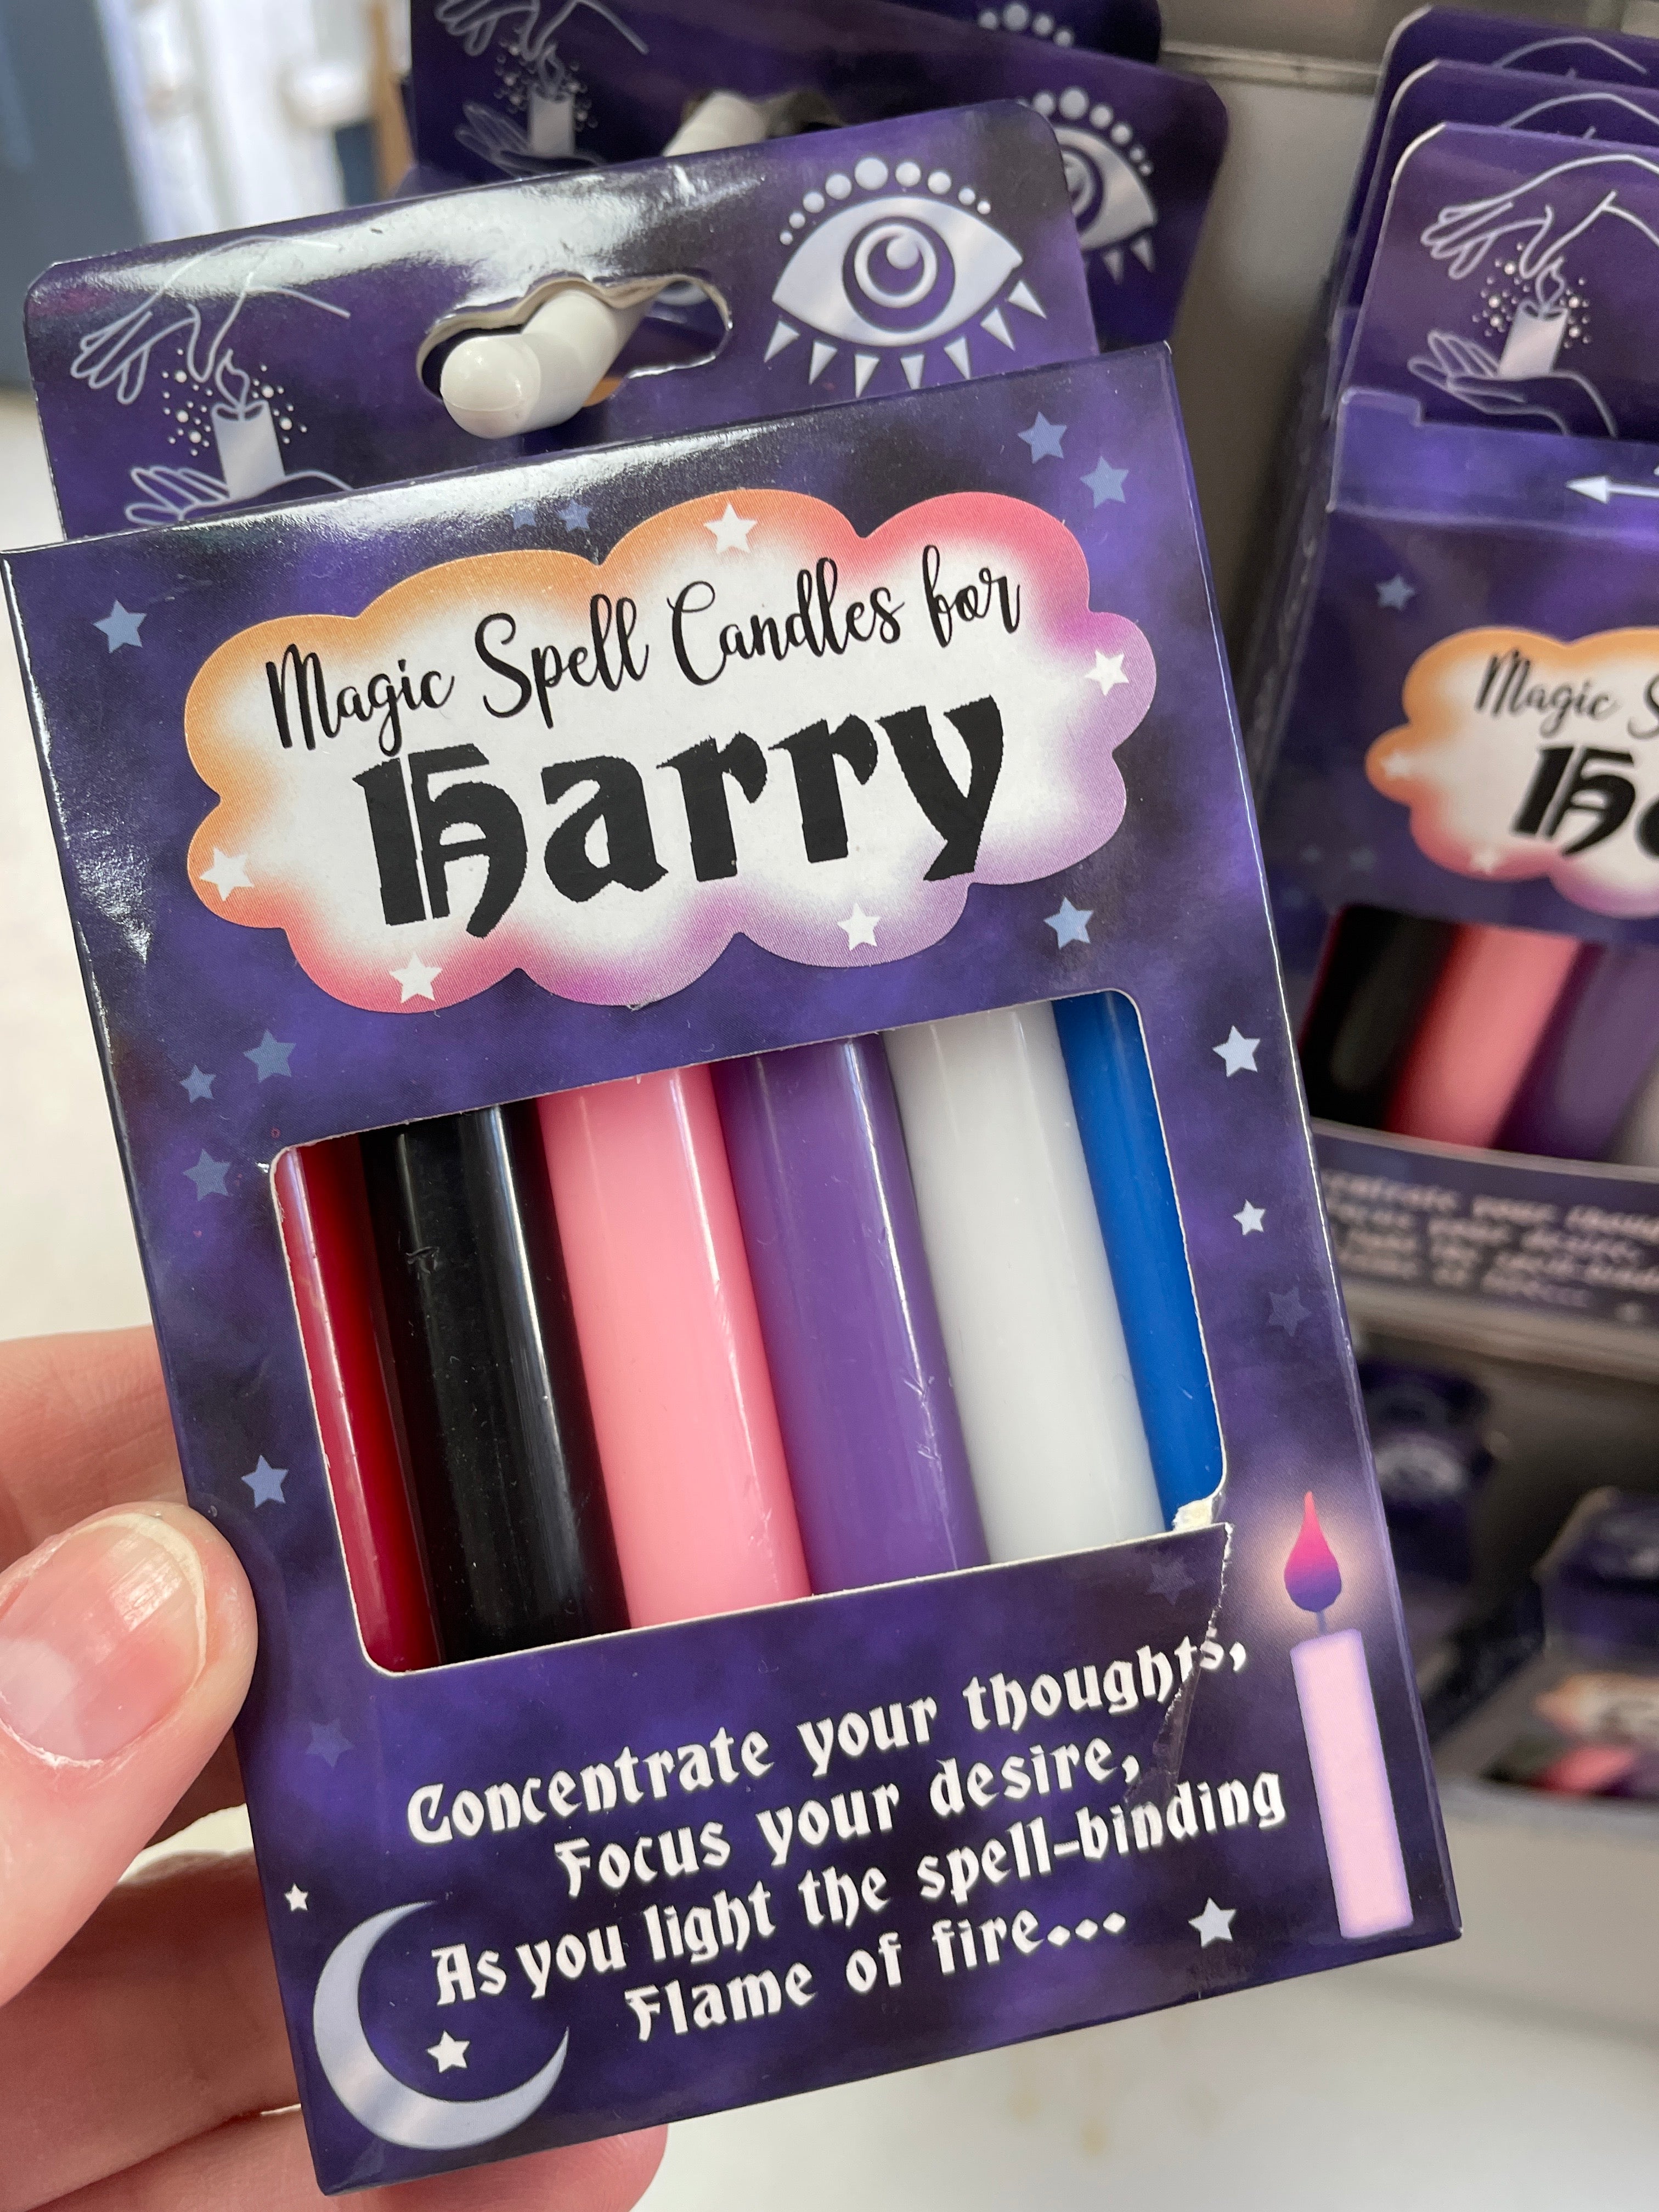 Magic Spell Candles for
Harry
Concentrate your thoughts,
Focus your desire,
As you light the spell-binding
Flame of fire...
Magic